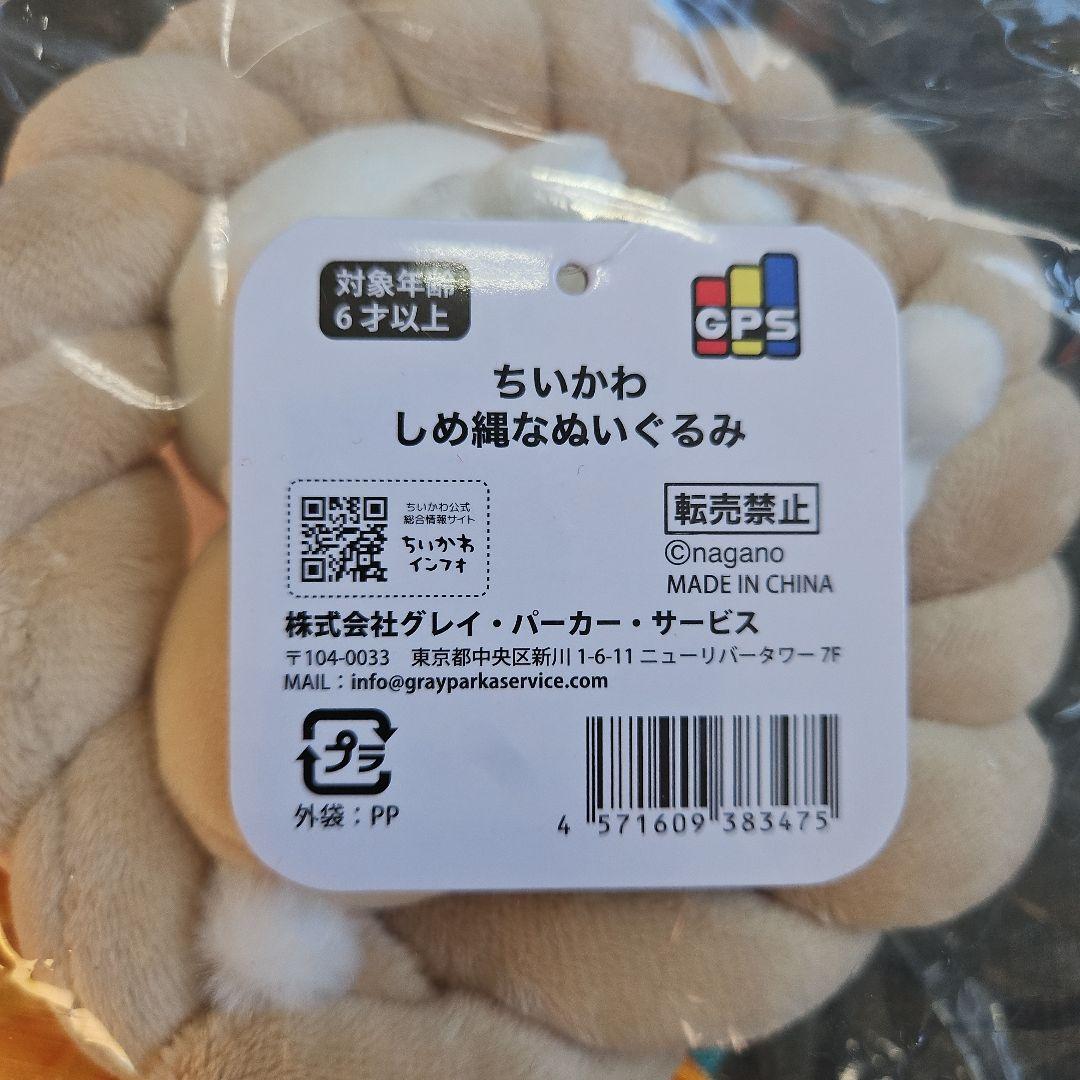 対象年齢
6才以上
GPS
ちいかわ
しめ縄なぬいぐるみ
ちいかわ公式
総合情報サイト
ちいかわ
インフォ
転売禁止
©nagano
MADE IN CHINA
株式会社グレイ・パーカー・サービス
〒104-0033 東京都中央区新川 1-6-11 ニューリバータワー 7F
MAIL：info@grayparkaservice.com
プラ
外袋：PP
4 571609 383475